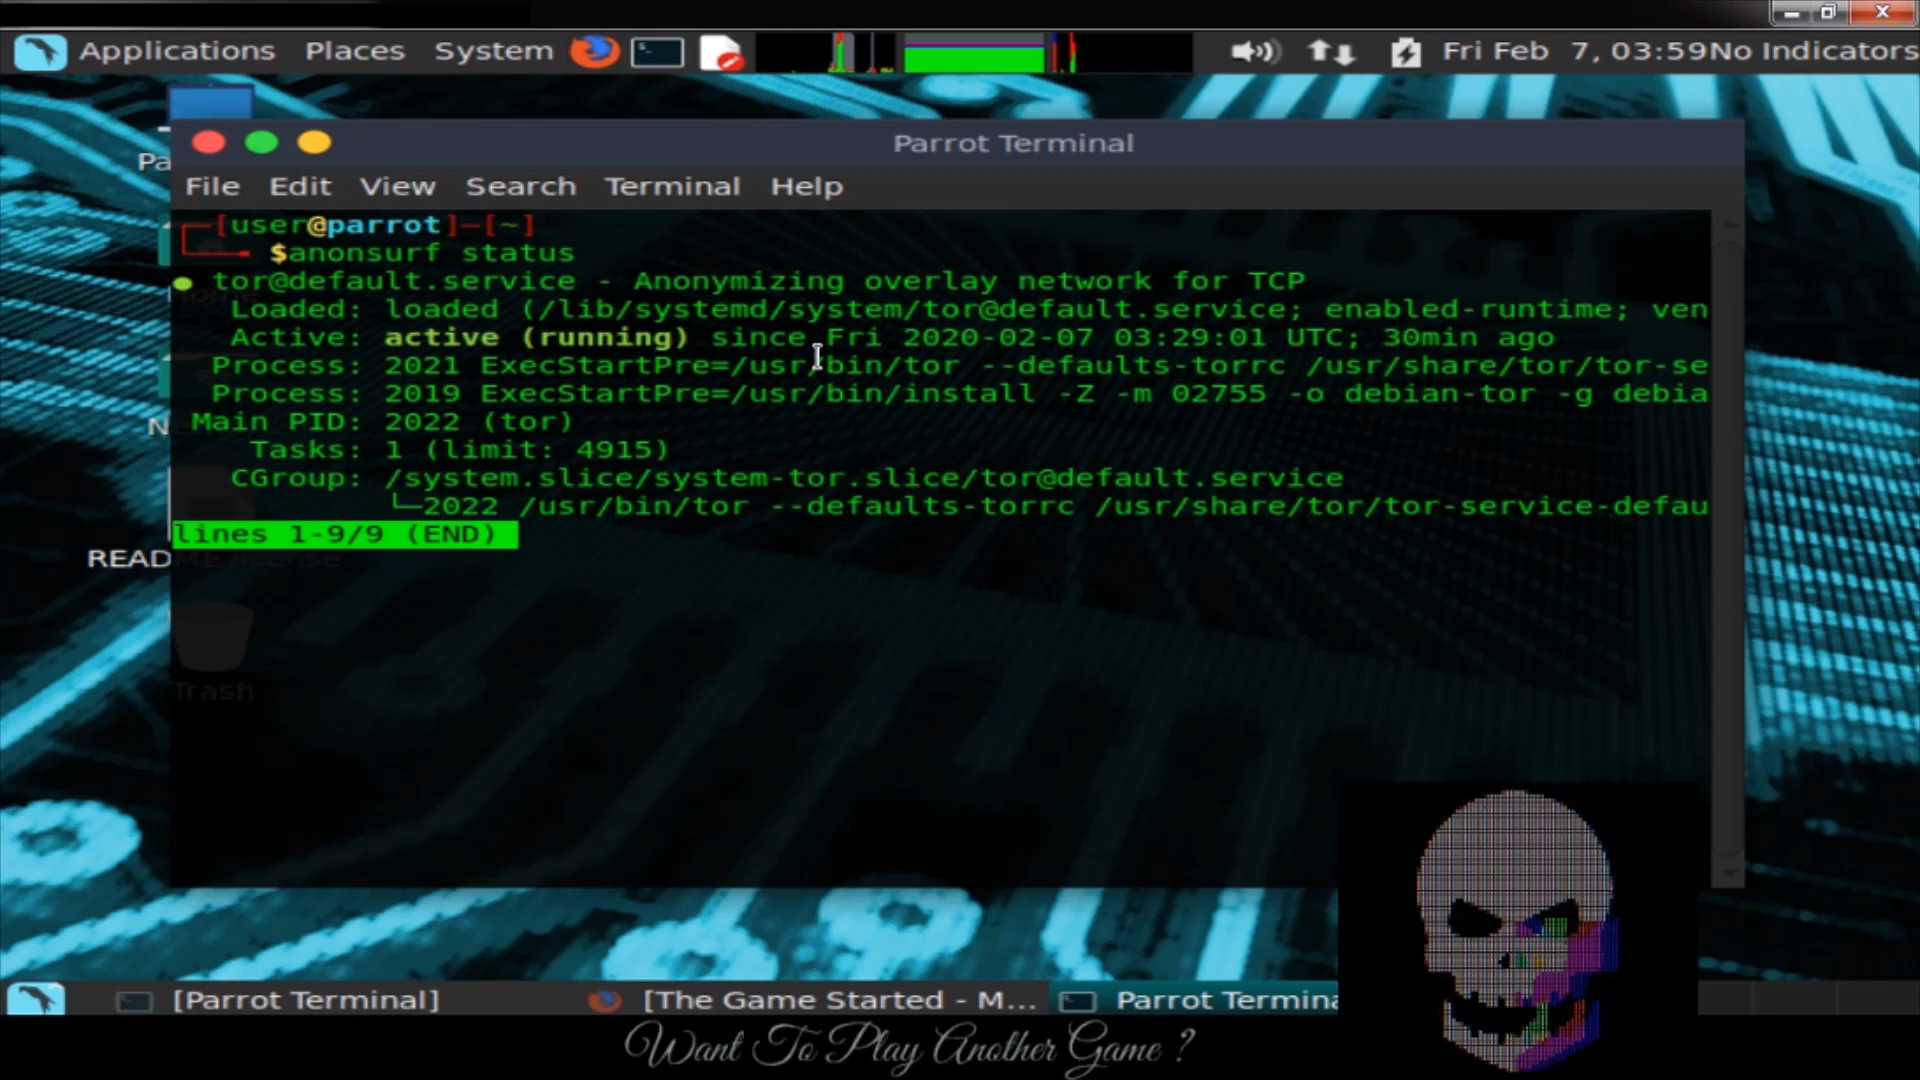 Applications Places System Fri Feb 7, 03:59 No Indicators
Parrot Terminal
File Edit View Search Terminal Help
┌─[user@parrot]─[~]
└──╼ $anonsurf status
● tor@default.service - Anonymizing overlay network for TCP
Loaded: loaded (/lib/systemd/system/tor@default.service; enabled-runtime; ven
Active: active (running) since Fri 2020-02-07 03:29:01 UTC; 30min ago
Process: 2021 ExecStartPre=/usr/bin/tor --defaults-torrc /usr/share/tor/tor-se
Process: 2019 ExecStartPre=/usr/bin/install -Z -m 02755 -o debian-tor -g debia
Main PID: 2022 (tor)
Tasks: 1 (limit: 4915)
CGroup: /system.slice/system-tor.slice/tor@default.service
└─2022 /usr/bin/tor --defaults-torrc /usr/share/tor/tor-service-defau
lines 1-9/9 (END)
Pa
N
README license
Trash
[Parrot Terminal] [The Game Started - M... Parrot Termina
Want To Play Another Game ?